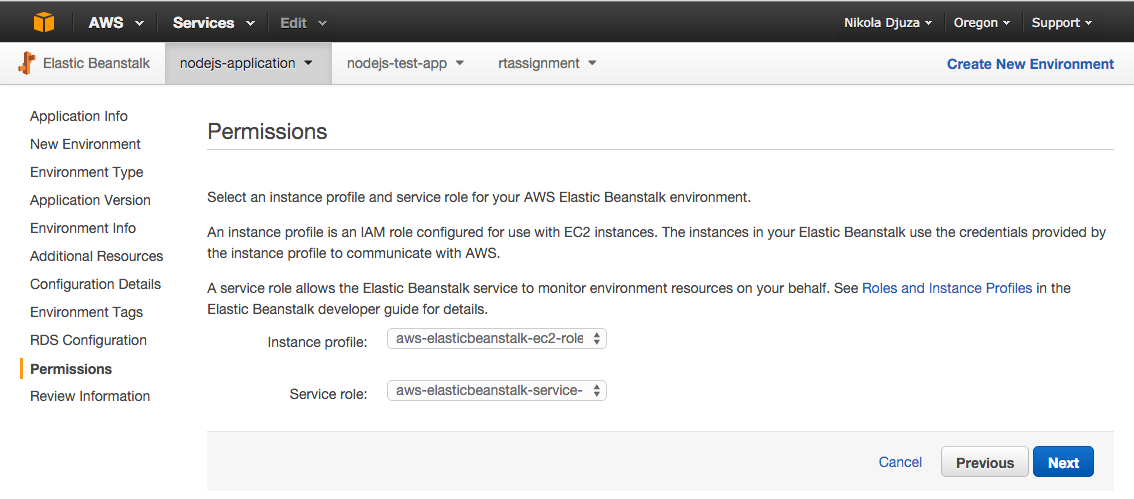 AWS Services Edit Nikola Djuza Oregon Support
Elastic Beanstalk nodejs-application nodejs-test-app rtassignment Create New Environment
Application Info
New Environment
Environment Type
Application Version
Environment Info
Additional Resources
Configuration Details
Environment Tags
RDS Configuration
Permissions
Review Information
Permissions
Select an instance profile and service role for your AWS Elastic Beanstalk environment.
An instance profile is an IAM role configured for use with EC2 instances. The instances in your Elastic Beanstalk use the credentials provided by
the instance profile to communicate with AWS.
A service role allows the Elastic Beanstalk service to monitor environment resources on your behalf. See Roles and Instance Profiles in the
Elastic Beanstalk developer guide for details.
Instance profile: aws-elasticbeanstalk-ec2-role
Service role: aws-elasticbeanstalk-service-
Cancel Previous Next